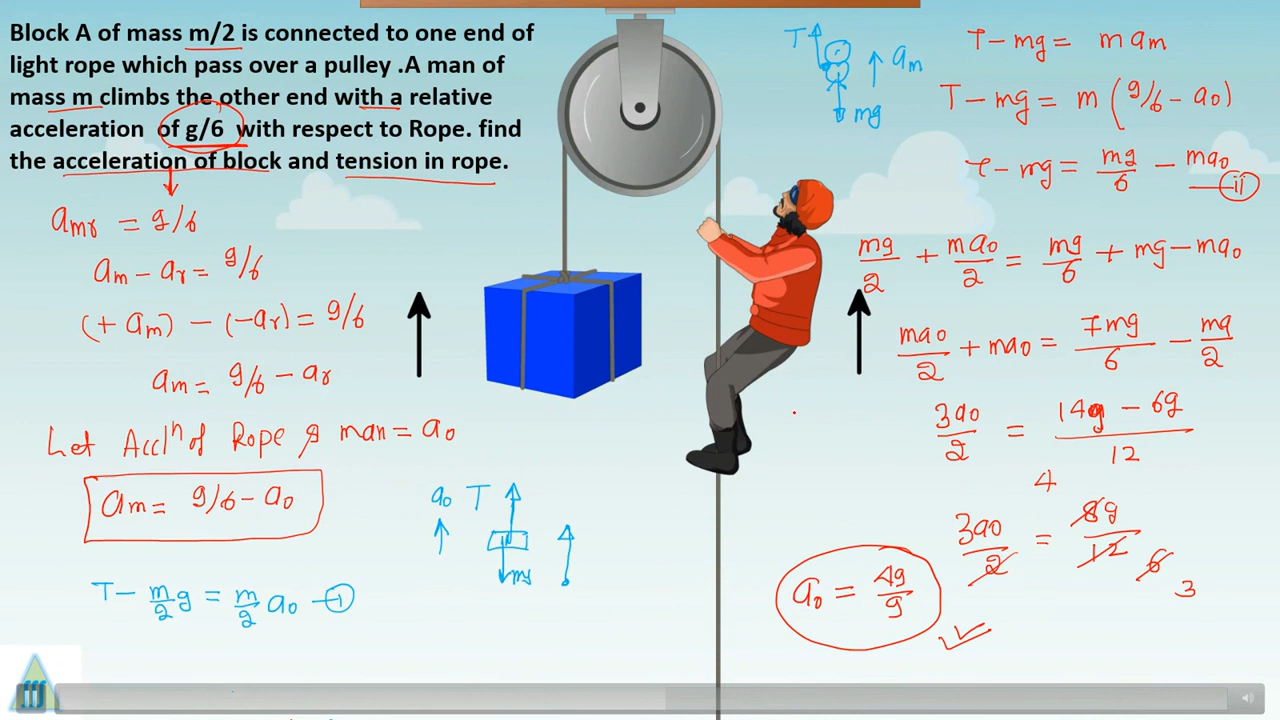 Block A of mass m/2 is connected to one end of
light rope which pass over a pulley .A man of
mass m climbs the other end with a relative
acceleration of g/6 with respect to Rope. find
the acceleration of block and tension in rope.
amr = g/6
am - ar = g/6
(+ am) - (-ar) = g/6
am = g/6 - ar
Let Acclⁿ of Rope & man = a0
am = g/6 - a0
T - m/2 g = m/2 a0 - i
a0 T
mg
T am
mg
T - mg = m am
T - mg = m (g/6 - a0)
T - mg = mg/6 - ma0 - ii
mg/2 + ma0/2 = mg/6 + mg - ma0
ma0/2 + ma0 = 7mg/6 - mg/2
3a0/2 = 14g - 6g/12
4
3a0/2 = 8g/12 6 3
a0 = 4g/9